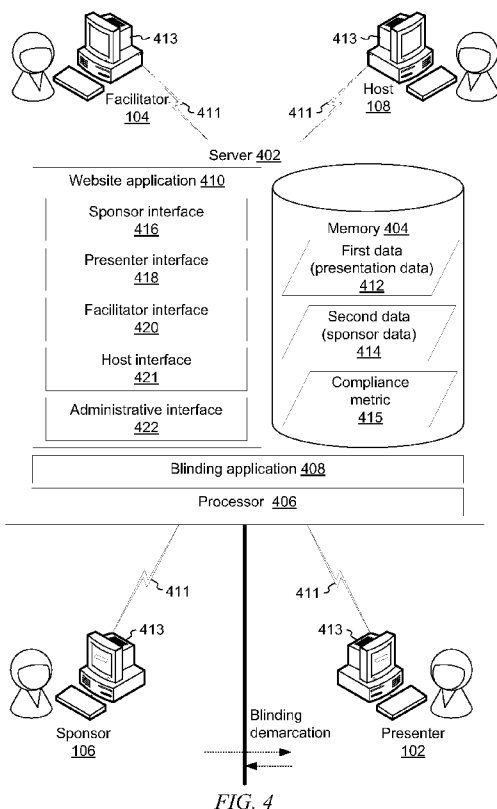 413
413
Facilitator
104
411
411
Host
108
Server 402
Website application 410
Sponsor interface
416
Presenter interface
418
Facilitator interface
420
Host interface
421
Administrative interface
422
Memory 404
First data
(presentation data)
412
Second data
(sponsor data)
414
Compliance
metric
415
Blinding application 408
Processor 406
411
411
413
413
Sponsor
106
Blinding
demarcation
Presenter
102
FIG. 4